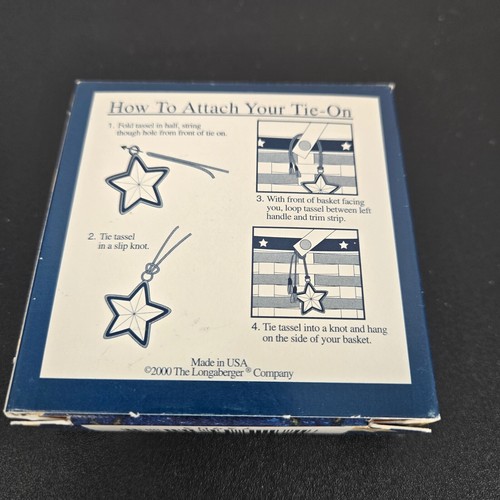 How To Attach Your Tie-On
1. Fold tassel in half, string
though hole from front of tie on.
2. Tie tassel
in a slip knot.
3. With front of basket facing
you, loop tassel between left
handle and trim strip.
4. Tie tassel into a knot and hang
on the side of your basket.
Made in USA
©2000 The Longaberger® Company